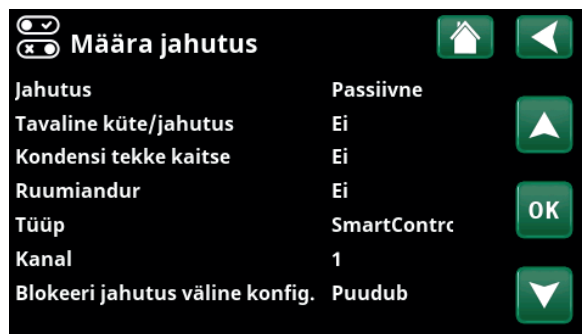 Määra jahutus
Jahutus Passiivne
Tavaline küte/jahutus Ei
Kondensi tekke kaitse Ei
Ruumiandur Ei
OK
Tüüp SmartContro
Kanal 1
Blokeeri jahutus väline konfig. Puudub